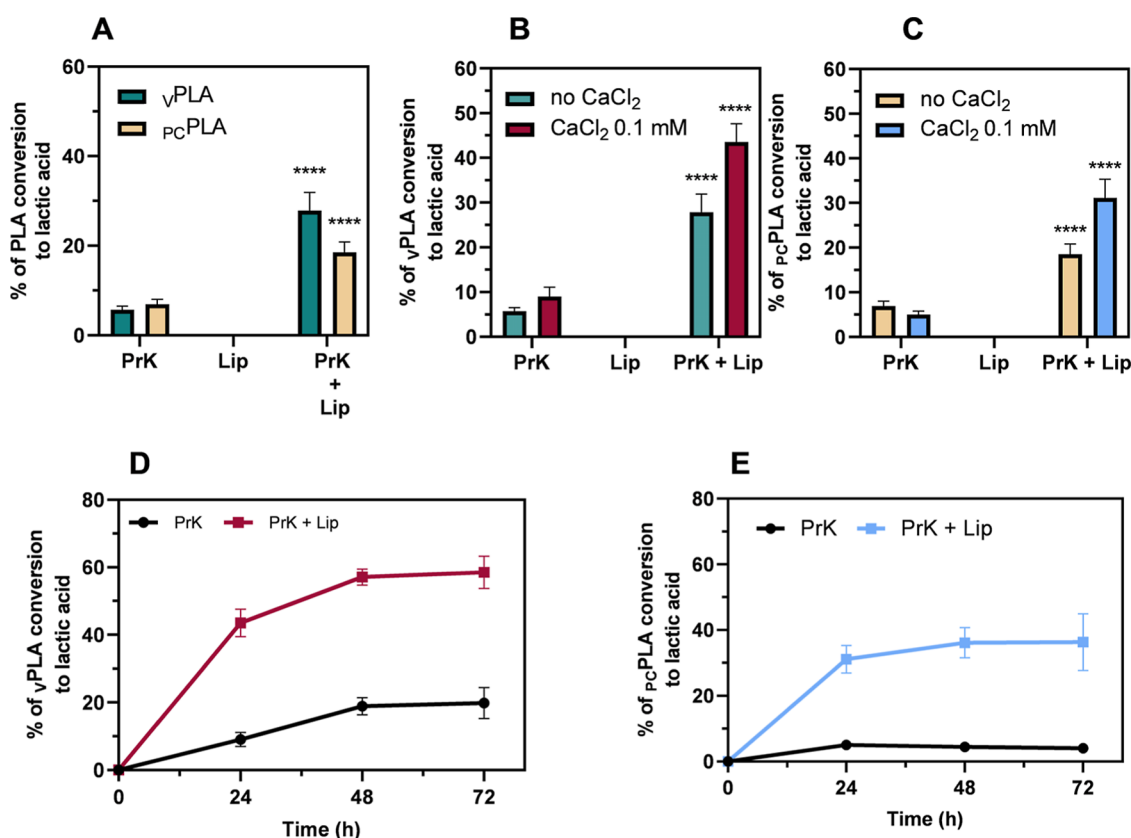 A
% of PLA conversion
to lactic acid
60
40
20
0
VPLA
PCPLA
****
****
PrK
Lip
PrK
+
Lip
B
% of VPLA conversion
to lactic acid
60
50
40
30
20
10
0
no CaCl2
CaCl2 0.1 mM
****
****
PrK
Lip
PrK + Lip
C
% of PCPLA conversion
to lactic acid
60
50
40
30
20
10
0
no CaCl2
CaCl2 0.1 mM
****
****
PrK
Lip
PrK + Lip
D
% of VPLA conversion
to lactic acid
80
60
40
20
0
PrK
PrK + Lip
0
24
48
72
Time (h)
E
% of PCPLA conversion
to lactic acid
80
60
40
20
0
PrK
PrK + Lip
0
24
48
72
Time (h)